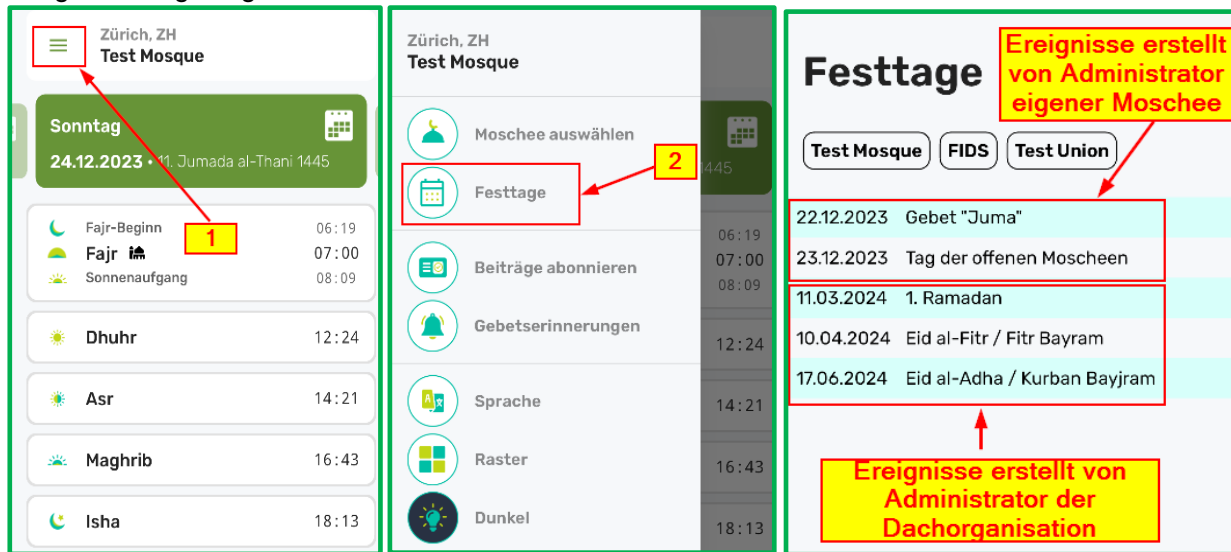 Zürich, ZH
Test Mosque
Sonntag
24.12.2023 • 11. Jumada al-Thani 1445
1
Fajr-Beginn 06:19
Fajr 07:00
Sonnenaufgang 08:09
Dhuhr 12:24
Asr 14:21
Maghrib 16:43
Isha 18:13
Zürich, ZH
Test Mosque
Moschee auswählen
2
1445
Festtage
06:19
Beiträge abonnieren 07:00
08:09
Gebetserinnerungen
12:24
Sprache 14:21
Raster 16:43
Dunkel 18:13
Festtage
Ereignisse erstellt
von Administrator
eigener Moschee
Test Mosque FIDS Test Union
22.12.2023 Gebet "Juma"
23.12.2023 Tag der offenen Moscheen
11.03.2024 1. Ramadan
10.04.2024 Eid al-Fitr / Fitr Bayram
17.06.2024 Eid al-Adha / Kurban Bayjram
Ereignisse erstellt von
Administrator der
Dachorganisation